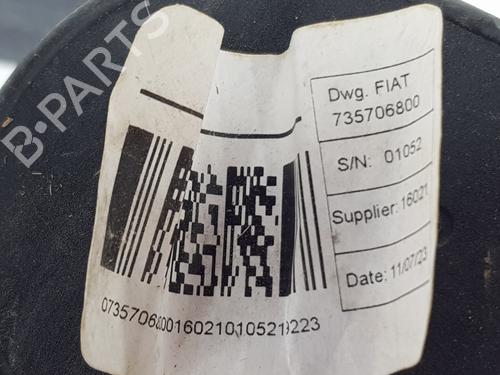 B-PARTS
Dwg. FIAT
735706800
S/N: 01052
Supplier: 16021
Date: 11/07/23